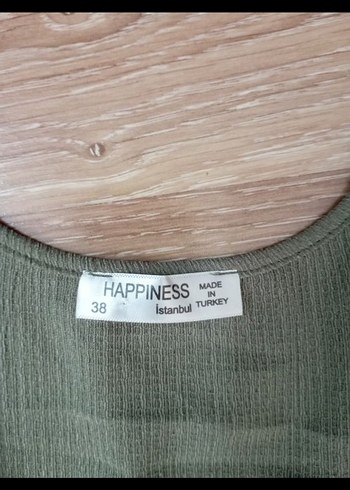 HAPPINESS
38 İstanbul
MADE
IN
TURKEY